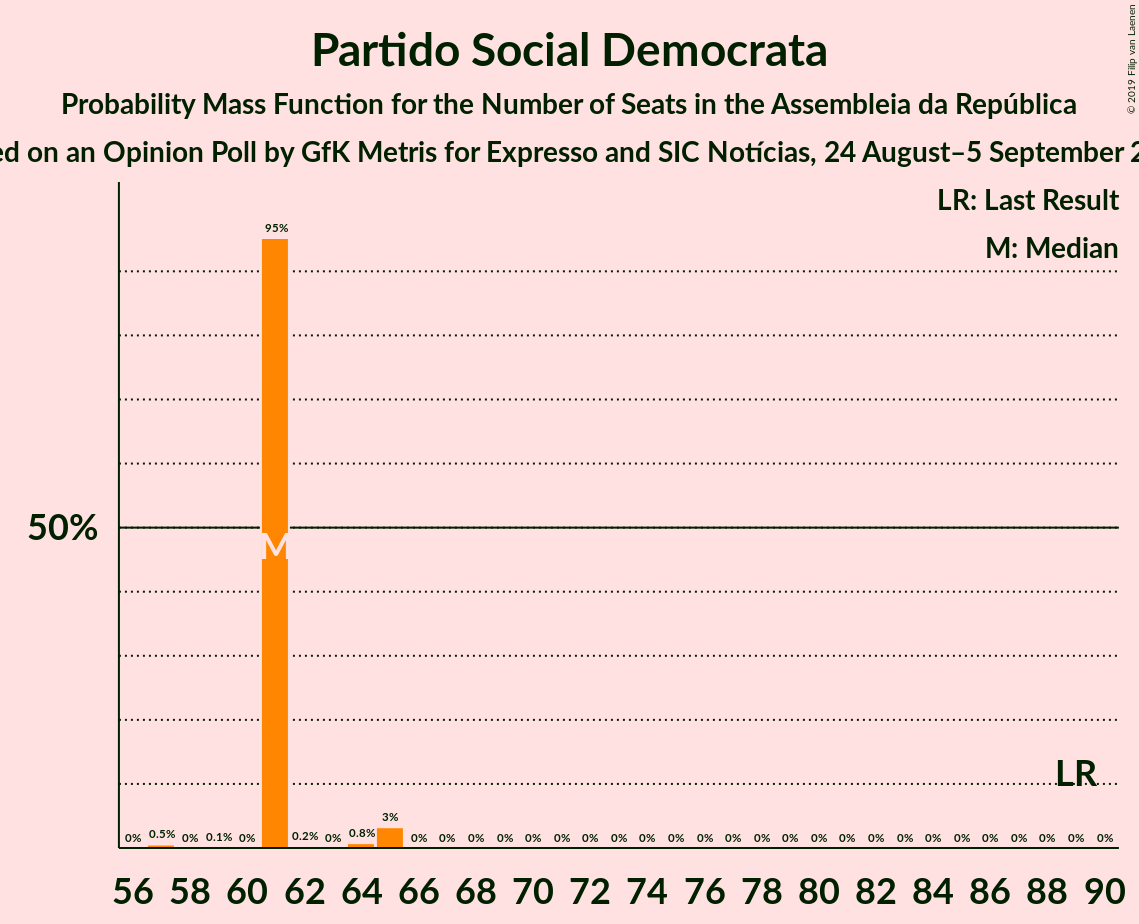 Partido Social Democrata
Probability Mass Function for the Number of Seats in the Assembleia da República
on an Opinion Poll by GfK Metris for Expresso and SIC Notícias, 24 August–5 September
© 2019 Filip van Laenen
LR: Last Result
M: Median
95%
50%
M
LR
0% 0.5% 0% 0.1% 0% 0.2% 0% 0.8% 3% 0% 0% 0% 0% 0% 0% 0% 0% 0% 0% 0% 0% 0% 0% 0% 0% 0% 0% 0% 0% 0% 0% 0% 0% 0%
56 58 60 62 64 66 68 70 72 74 76 78 80 82 84 86 88 90